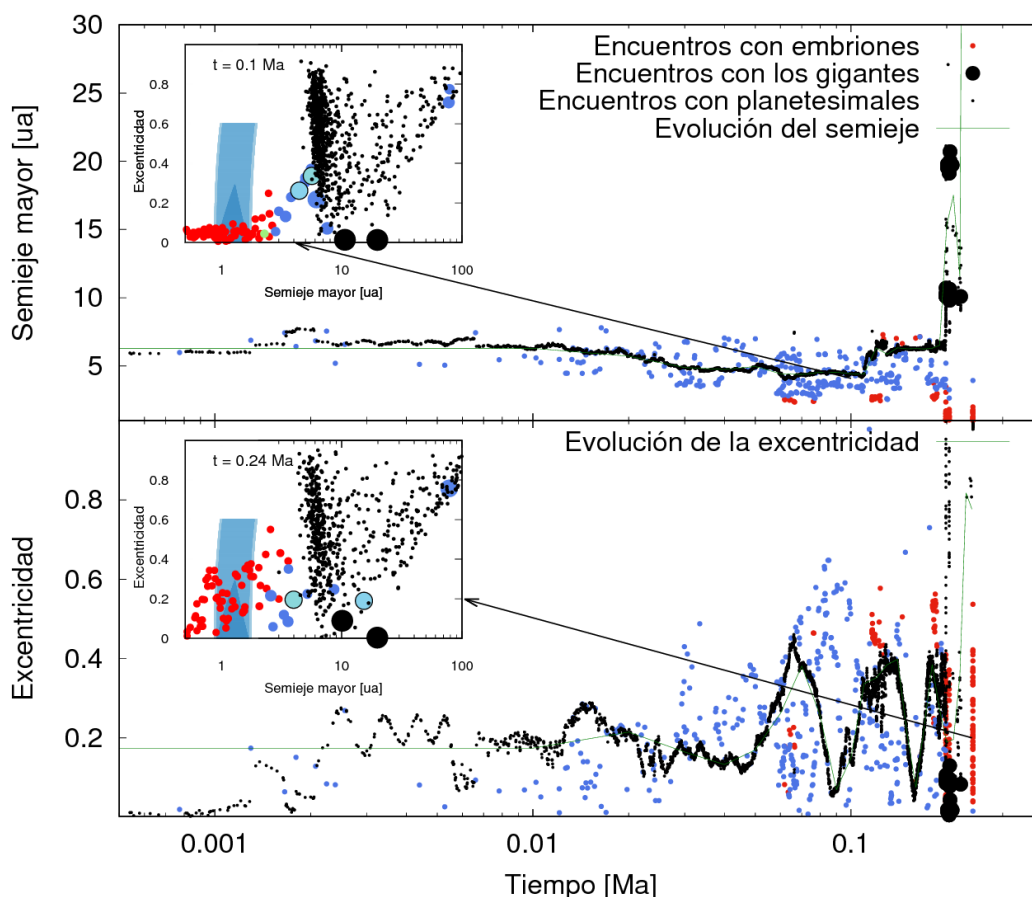 30
25
20
15
10
5
Semieje mayor [ua]
Encuentros con embriones
Encuentros con los gigantes
Encuentros con planetesimales
Evolución del semieje
t = 0.1 Ma
0.8
0.6
0.4
0.2
0
Excentricidad
1
10
100
Semieje mayor [ua]
Evolución de la excentricidad
0.8
0.6
0.4
0.2
Excentricidad
t = 0.24 Ma
0.8
0.6
0.4
0.2
0
Excentricidad
1
10
100
Semieje mayor [ua]
0.001
0.01
0.1
Tiempo [Ma]